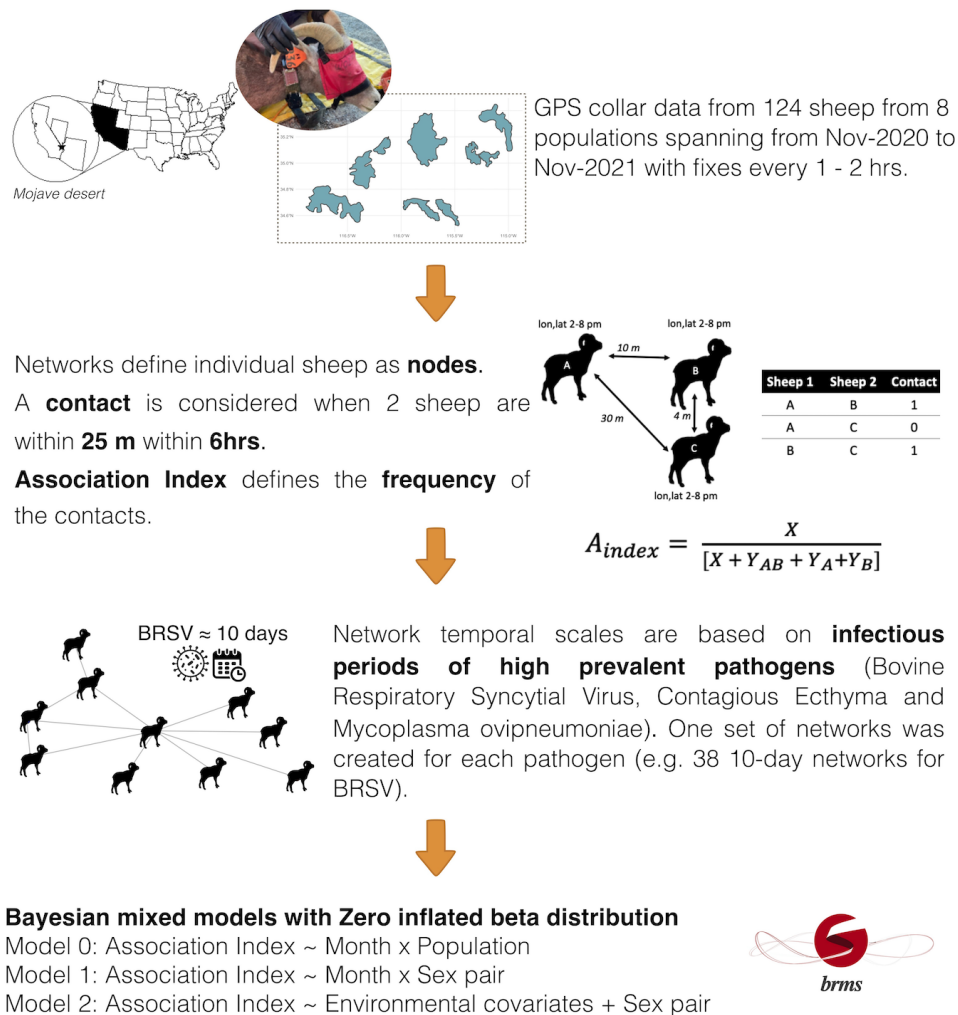 Mojave desert
GPS collar data from 124 sheep from 8
populations spanning from Nov-2020 to
Nov-2021 with fixes every 1 - 2 hrs.
Networks define individual sheep as nodes.
A contact is considered when 2 sheep are
within 25 m within 6hrs.
Association Index defines the frequency of
the contacts.
lon,lat 2-8 pm
lon,lat 2-8 pm
10 m
A
B
30 m
4 m
C
lon,lat 2-8 pm
Sheep 1 Sheep 2 Contact
A B 1
A C 0
B C 1
A_index = X / [X + Y_AB + Y_A + Y_B]
BRSV ≈ 10 days
Network temporal scales are based on infectious
periods of high prevalent pathogens (Bovine
Respiratory Syncytial Virus, Contagious Ecthyma and
Mycoplasma ovipneumoniae). One set of networks was
created for each pathogen (e.g. 38 10-day networks for
BRSV).
Bayesian mixed models with Zero inflated beta distribution
Model 0: Association Index ~ Month x Population
Model 1: Association Index ~ Month x Sex pair
Model 2: Association Index ~ Environmental covariates + Sex pair
brms